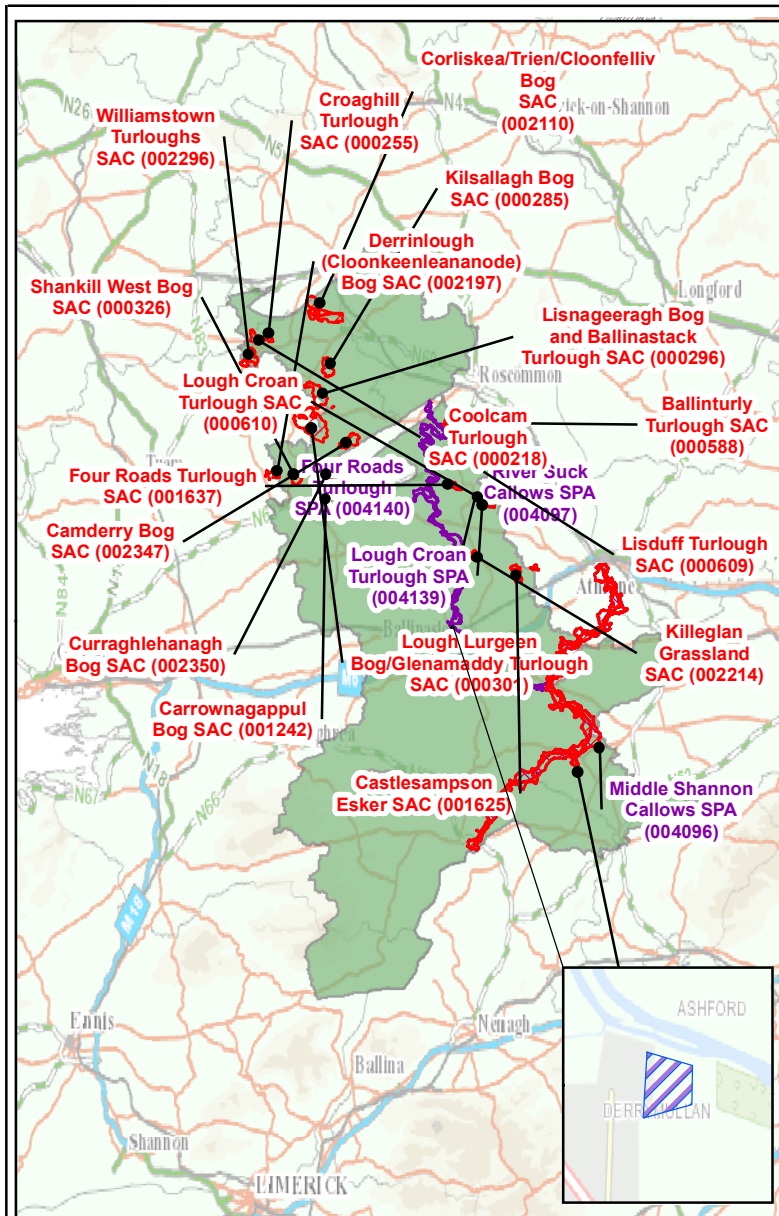 Corliskea/Trien/Cloonfelliv
Bog
SAC
(002110)
N26
N4
ick-on-Shannon
Croaghill
Turlough
SAC (000255)
Williamstown
Turloughs
SAC (002296)
N5
Kilsallagh Bog
SAC (000285)
Derrinlough
(Cloonkeenleananode)
Bog SAC (002197)
Shankill West Bog
SAC (000326)
Longford
N83
N60
Lisnageeragh Bog
and Ballinastack
Turlough SAC (000296)
Roscommon
Lough Croan
Turlough SAC
(000610)
Coolcam
Turlough
SAC (000218)
Ballinturly
Turlough SAC
(000588)
Four Roads Turlough
SAC (001637)
Four Roads
Turlough
SPA (004140)
River Suck
Callows SPA
(004097)
Camderry Bog
SAC (002347)
Lisduff Turlough
SAC (000609)
Lough Croan
Turlough SPA
(004139)
N84
Curraghlehanagh
Bog SAC (002350)
Lough Lurgeen
Bog/Glenamaddy Turlough
SAC (000301)
Killeglan
Grassland
SAC (002214)
M6
Carrownagappul
Bog SAC (001242)
N18
N67
N66
Castlesampson
Esker SAC (001625)
Middle Shannon
Callows SPA
(004096)
M18
ASHFORD
Ennis
Nenagh
Ballina
Shannon
LIMERICK